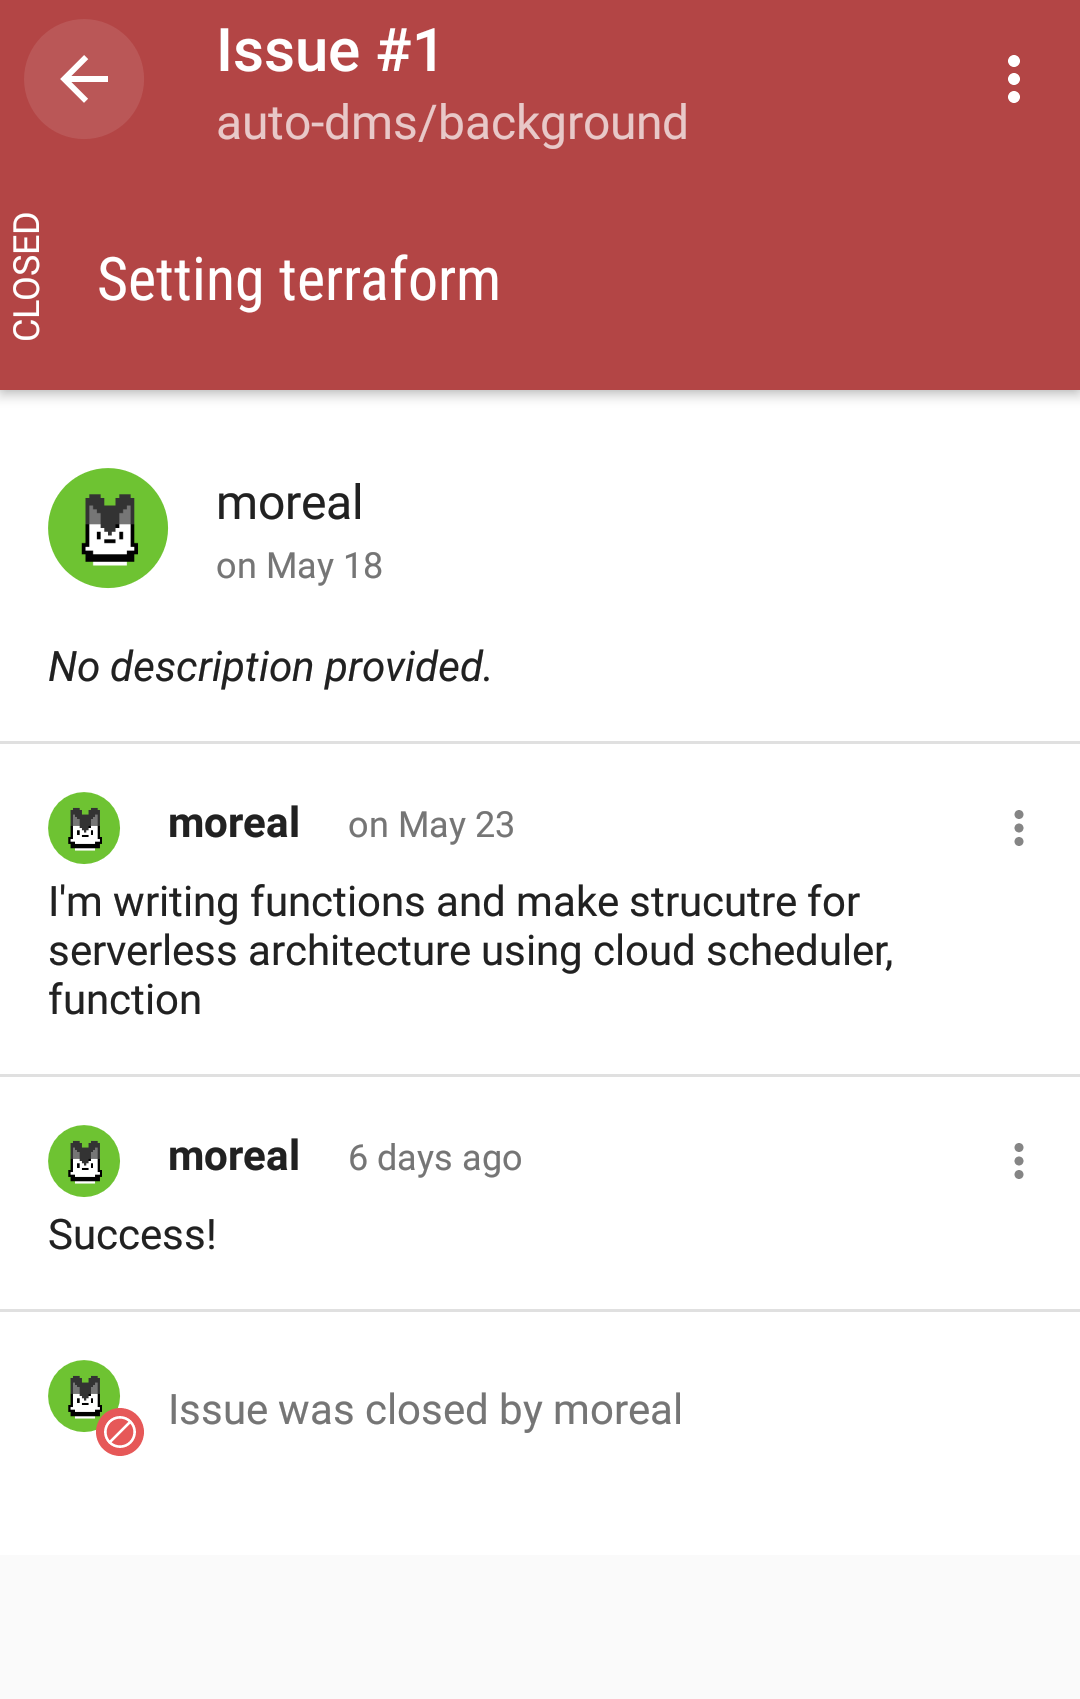 Issue #1
auto-dms/background
CLOSED
Setting terraform
moreal
on May 18
No description provided.
moreal on May 23
I'm writing functions and make strucutre for
serverless architecture using cloud scheduler,
function
moreal 6 days ago
Success!
Issue was closed by moreal